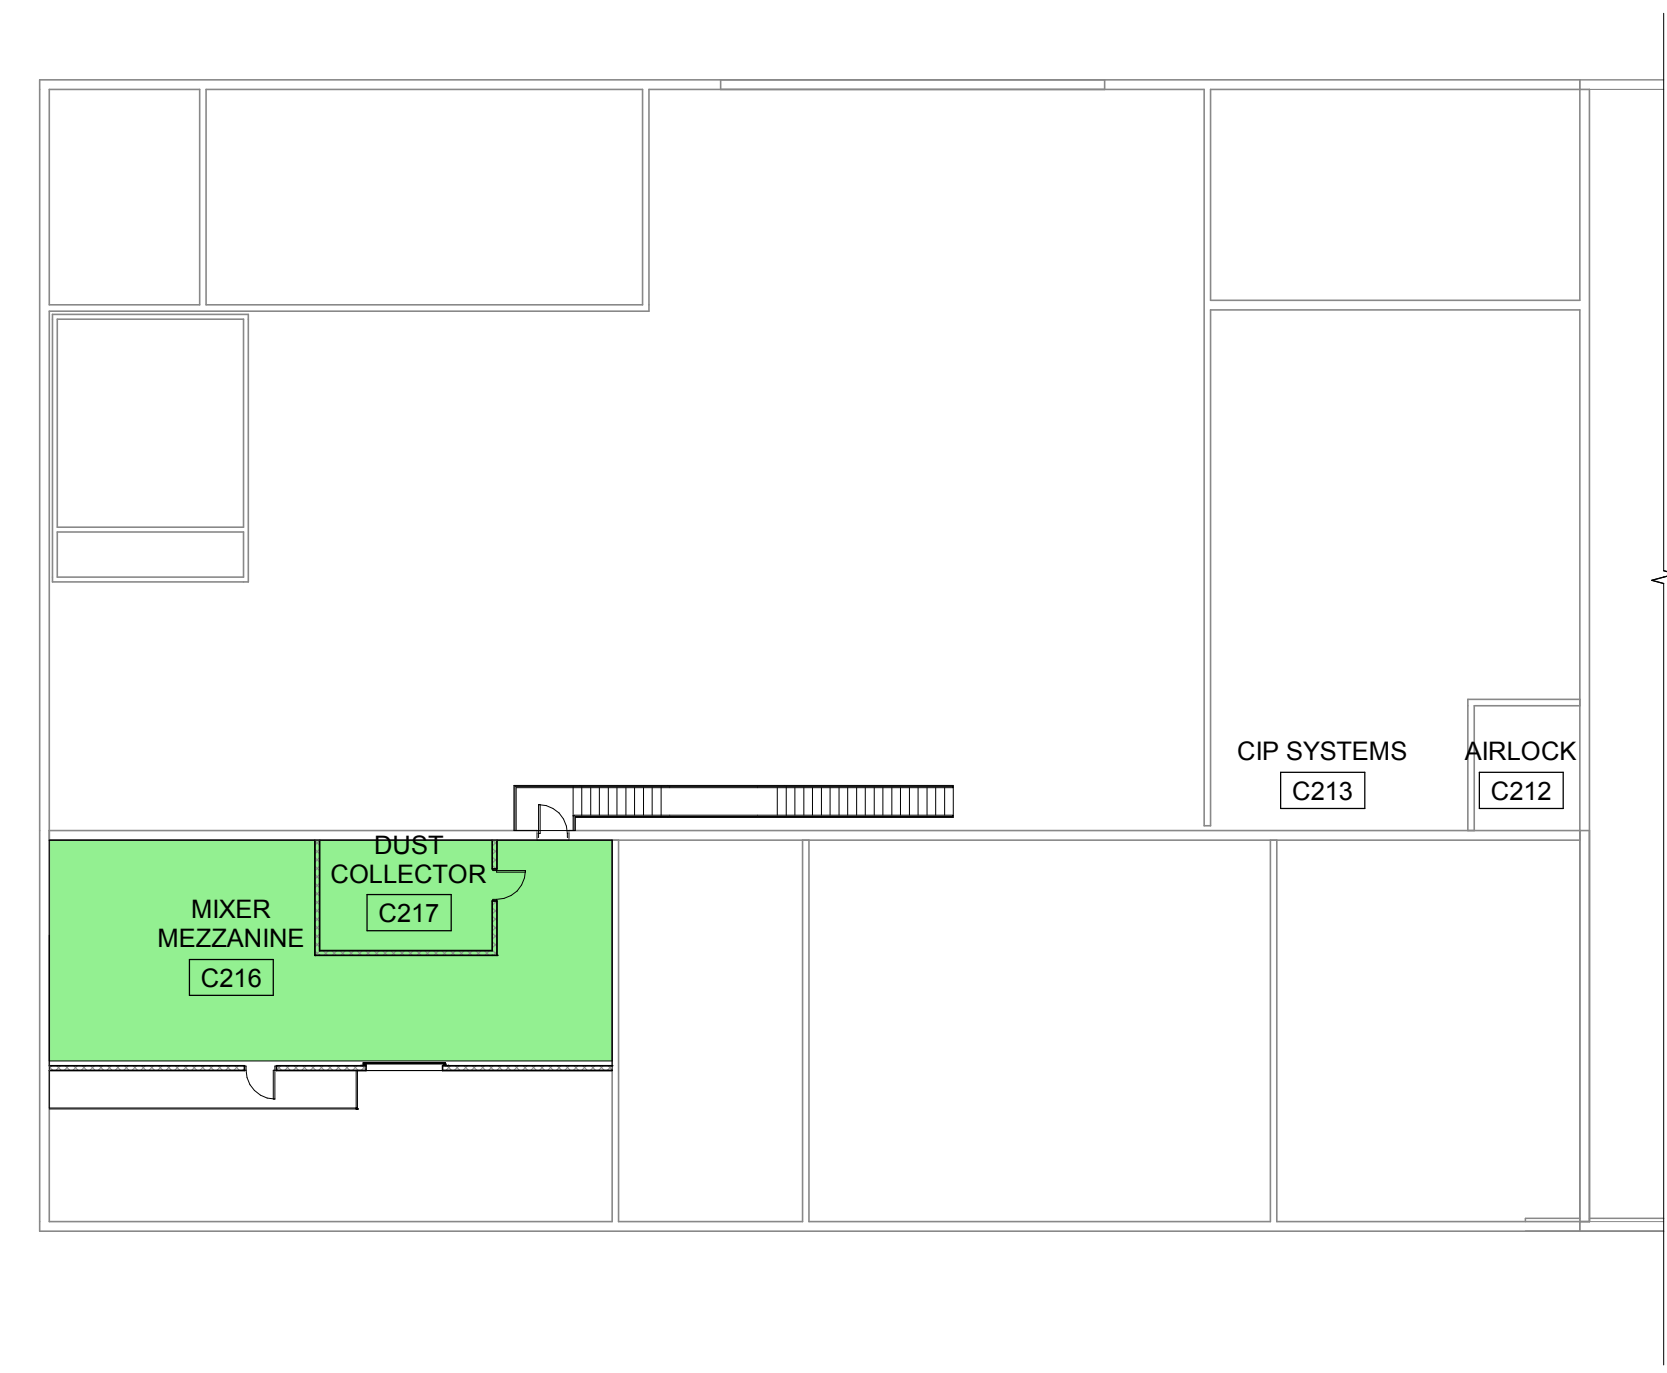 CIP SYSTEMS
C213
AIRLOCK
C212
DUST
COLLECTOR
C217
MIXER
MEZZANINE
C216